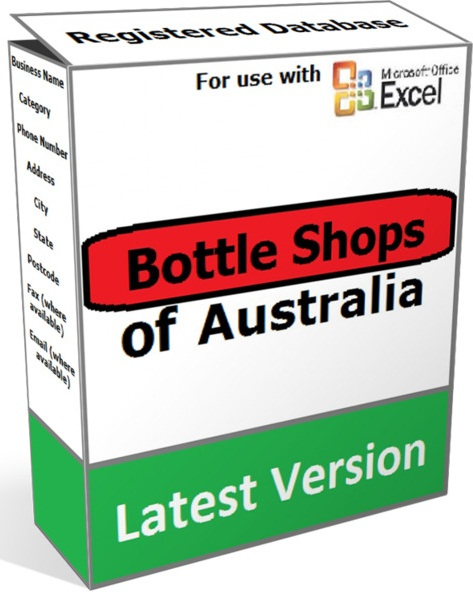 Registered Database
For use with
Microsoft Office
Excel
Bottle Shops
of Australia
Latest Version
Business Name
Category
Phone Number
Address
City
State
Postcode
Fax (where
available)
Email (where
available)